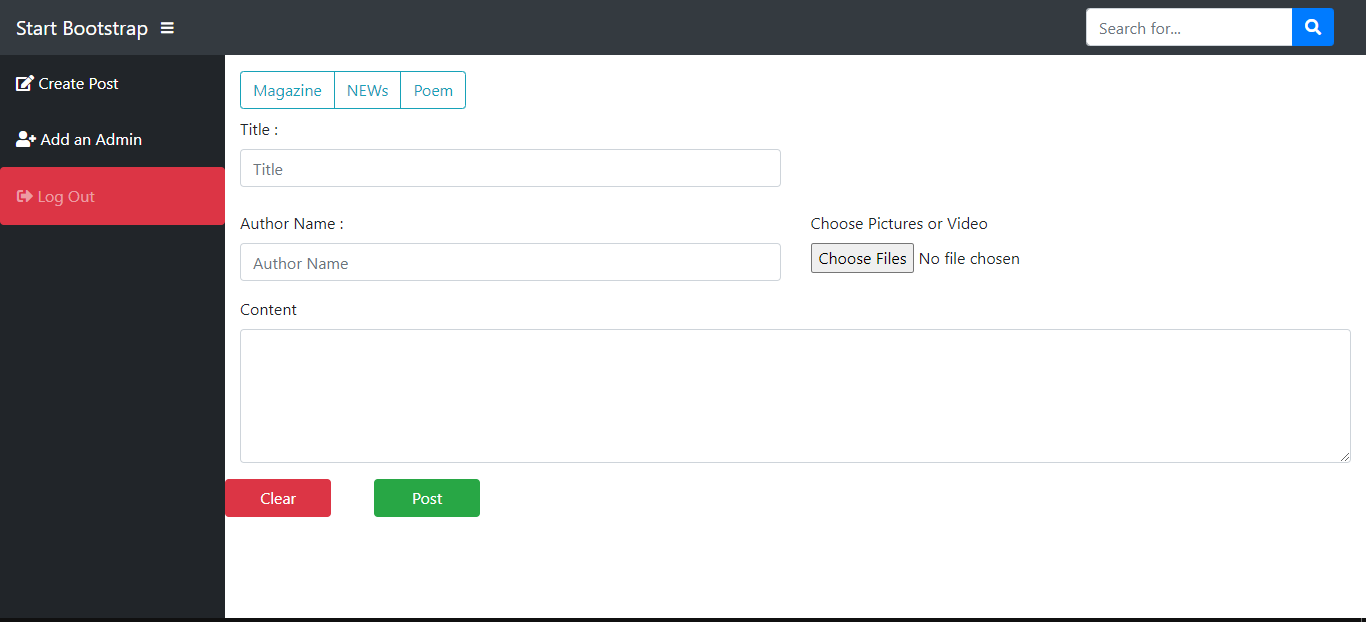 Start Bootstrap
Search for...
Create Post
Add an Admin
Log Out
Magazine NEWs Poem
Title :
Title
Author Name :
Choose Pictures or Video
Author Name
Choose Files No file chosen
Content
Clear
Post